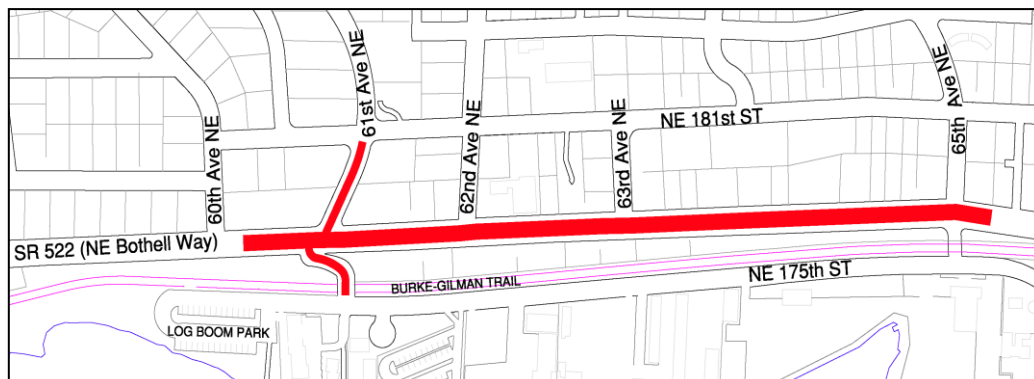 61st Ave NE
65th Ave NE
62nd Ave NE
63rd Ave NE
NE 181st ST
60th Ave NE
SR 522 (NE Bothell Way)
NE 175th ST
BURKE-GILMAN TRAIL
LOG BOOM PARK